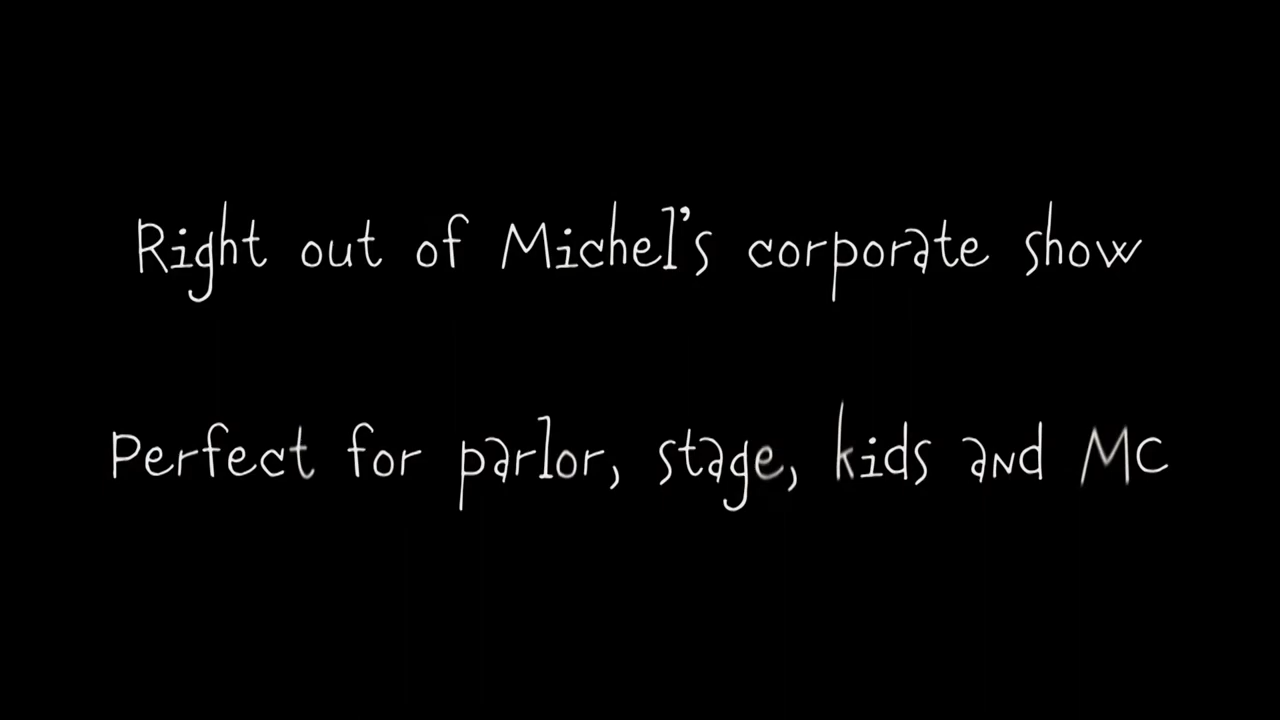 Right out of Michel's corporate show
Perfect for parlor, stage, kids and MC